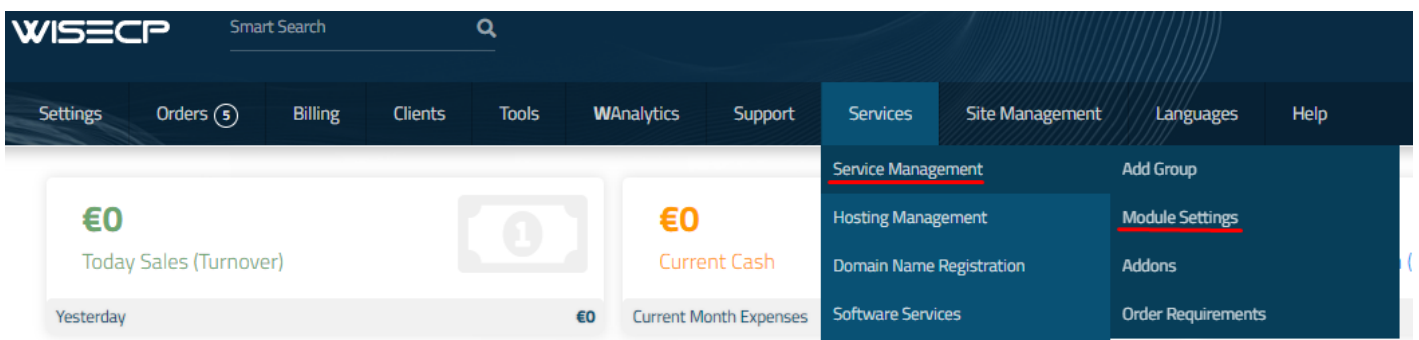 WISECP
Smart Search
Settings
Orders 5
Billing
Clients
Tools
WAnalytics
Support
Services
Site Management
Languages
Help
Service Management
Add Group
Hosting Management
Module Settings
Domain Name Registration
Addons
Software Services
Order Requirements
€0
Today Sales (Turnover)
1
Yesterday
€0
€0
Current Cash
Current Month Expenses
(